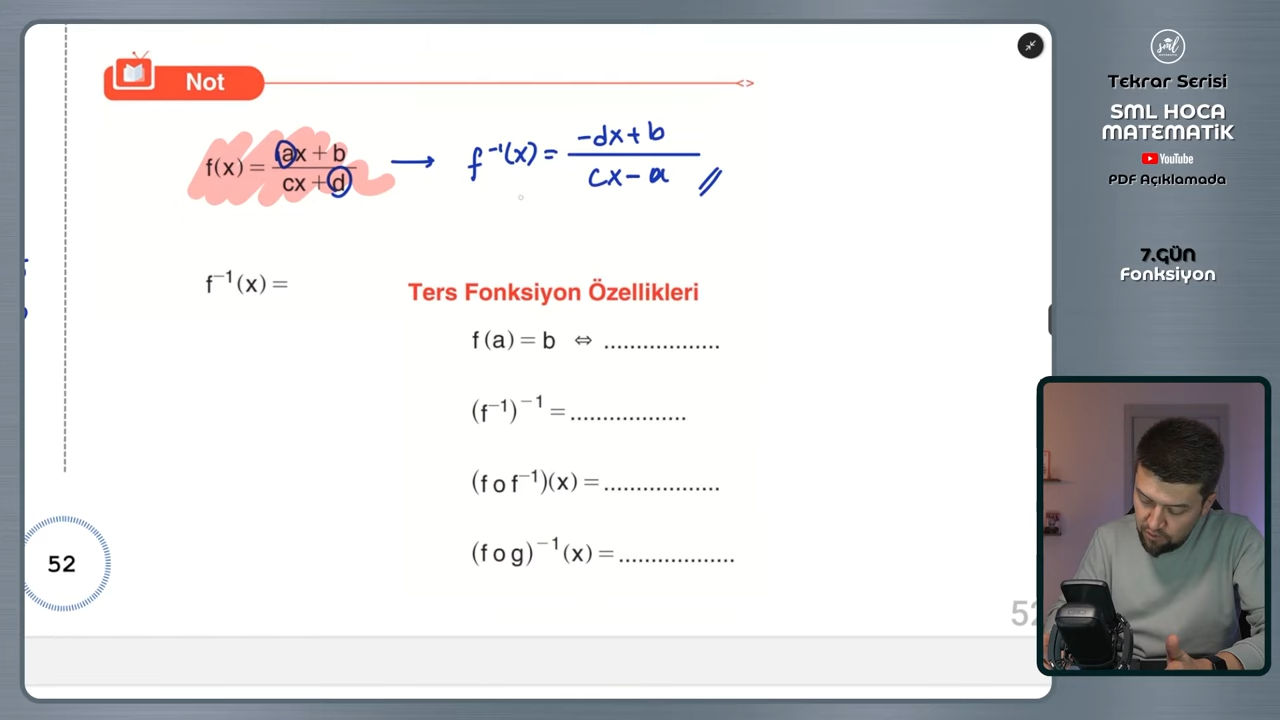 Not
f(x) = ax + b / cx + d → f⁻¹(x) = -dx + b / cx - a
f⁻¹(x) =
Ters Fonksiyon Özellikleri
f(a) = b ⇔ ...................
(f⁻¹)⁻¹ = ...................
(f o f⁻¹)(x) = ...................
(f o g)⁻¹(x) = ...................
52
52
sml
Tekrar Serisi
SML HOCA
MATEMATİK
YouTube
PDF Açıklamada
7.GÜN
Fonksiyon